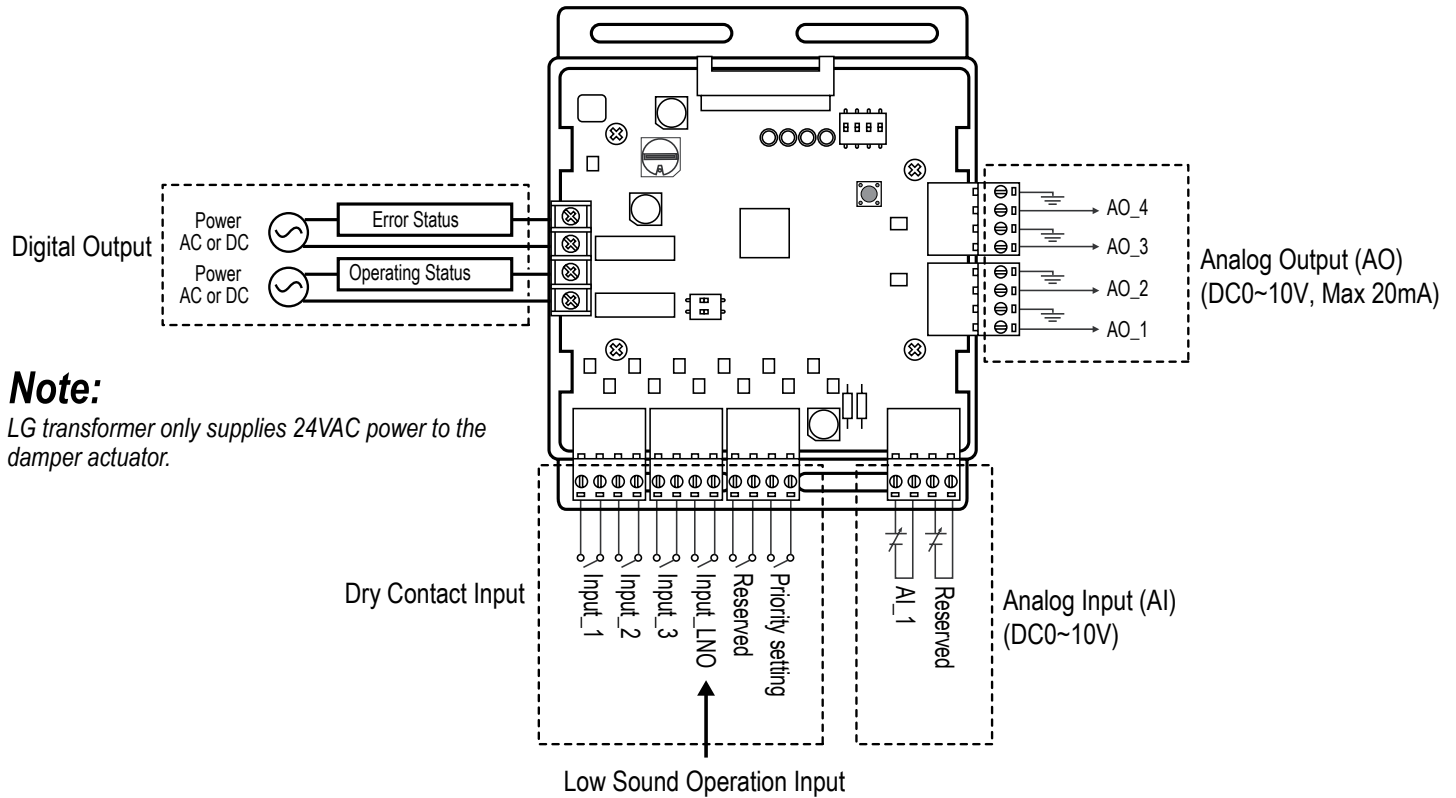 Digital Output
Power
AC or DC
Error Status
Power
AC or DC
Operating Status
AO_4
AO_3
AO_2
AO_1
Analog Output (AO)
(DC0~10V, Max 20mA)
Note:
LG transformer only supplies 24VAC power to the
damper actuator.
Dry Contact Input
Input_1
Input_2
Input_3
Input_LNO
Reserved
Priority setting
AI_1
Reserved
Analog Input (AI)
(DC0~10V)
Low Sound Operation Input